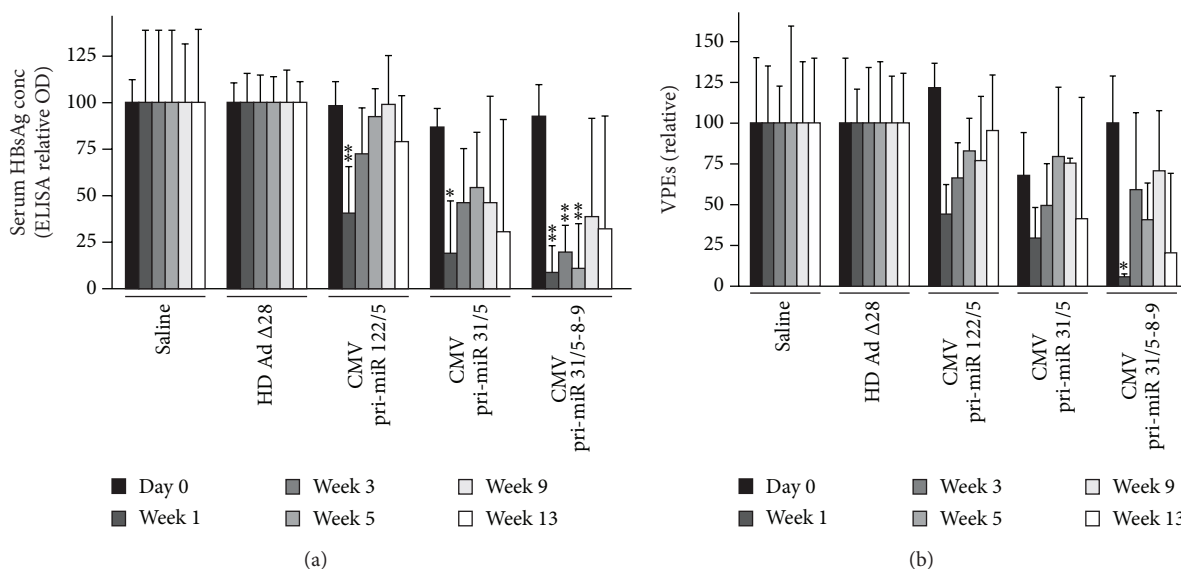 Serum HBsAg conc
(ELISA relative OD)
125
100
75
50
25
0
**
*
**
**
**
Saline
HD Ad Δ28
CMV
pri-miR 122/5
CMV
pri-miR 31/5
CMV
pri-miR 31/5-8-9
Day 0
Week 3
Week 9
Week 1
Week 5
Week 13
(a)
VPEs (relative)
150
125
100
75
50
25
0
*
Saline
HD Ad Δ28
CMV
pri-miR 122/5
CMV
pri-miR 31/5
CMV
pri-miR 31/5-8-9
Day 0
Week 3
Week 9
Week 1
Week 5
Week 13
(b)